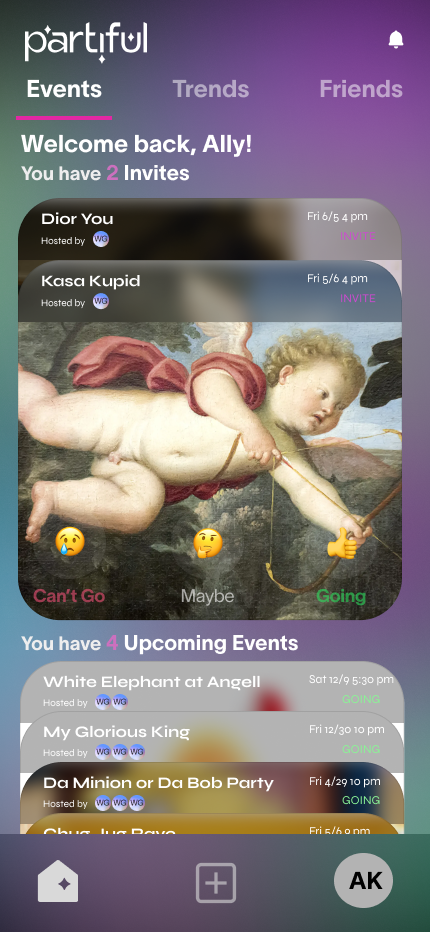 partiful
Events Trends Friends
Welcome back, Ally!
You have 2 Invites
Dior You Fri 6/5 4 pm
Hosted by WG INVITE
Kasa Kupid Fri 5/6 4 pm
Hosted by WG INVITE
Can't Go Maybe Going
You have 4 Upcoming Events
White Elephant at Angell Sat 12/9 5:30 pm
Hosted by WG WG GOING
My Glorious King Fri 12/30 10 pm
Hosted by WG WG WG GOING
Da Minion or Da Bob Party Fri 4/29 10 pm
Hosted by WG WG WG GOING
Chug Jug Rave Fri 5/6 9 pm
AK